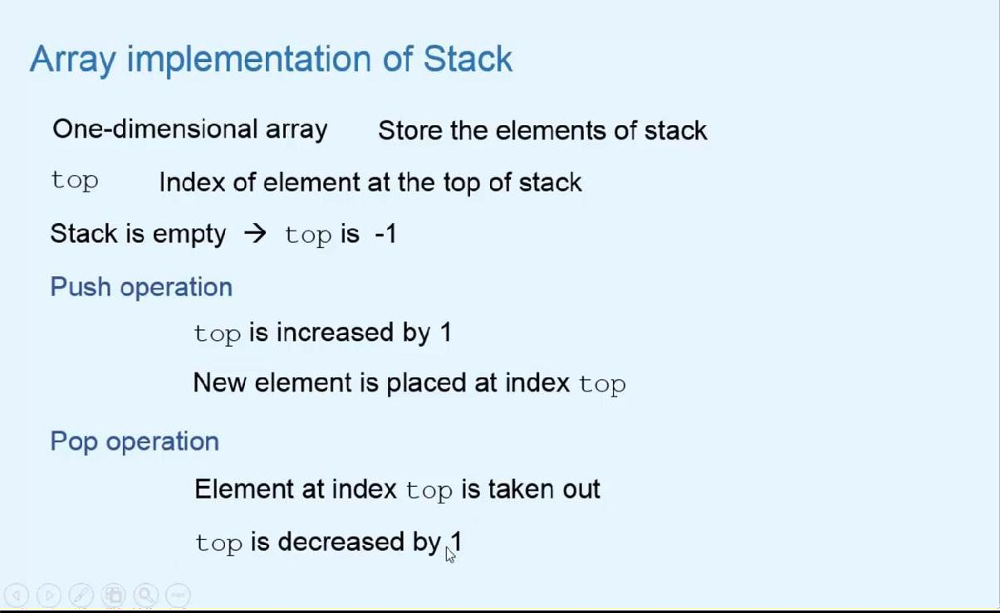 Array implementation of Stack
One-dimensional array Store the elements of stack
top Index of element at the top of stack
Stack is empty → top is -1
Push operation
top is increased by 1
New element is placed at index top
Pop operation
Element at index top is taken out
top is decreased by 1